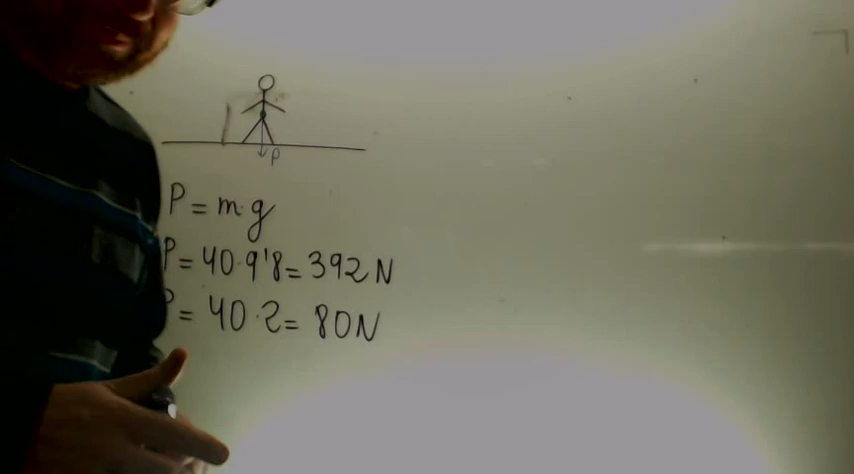 P
P = m·g
P = 40·9'8 = 392 N
P = 40·2 = 80N